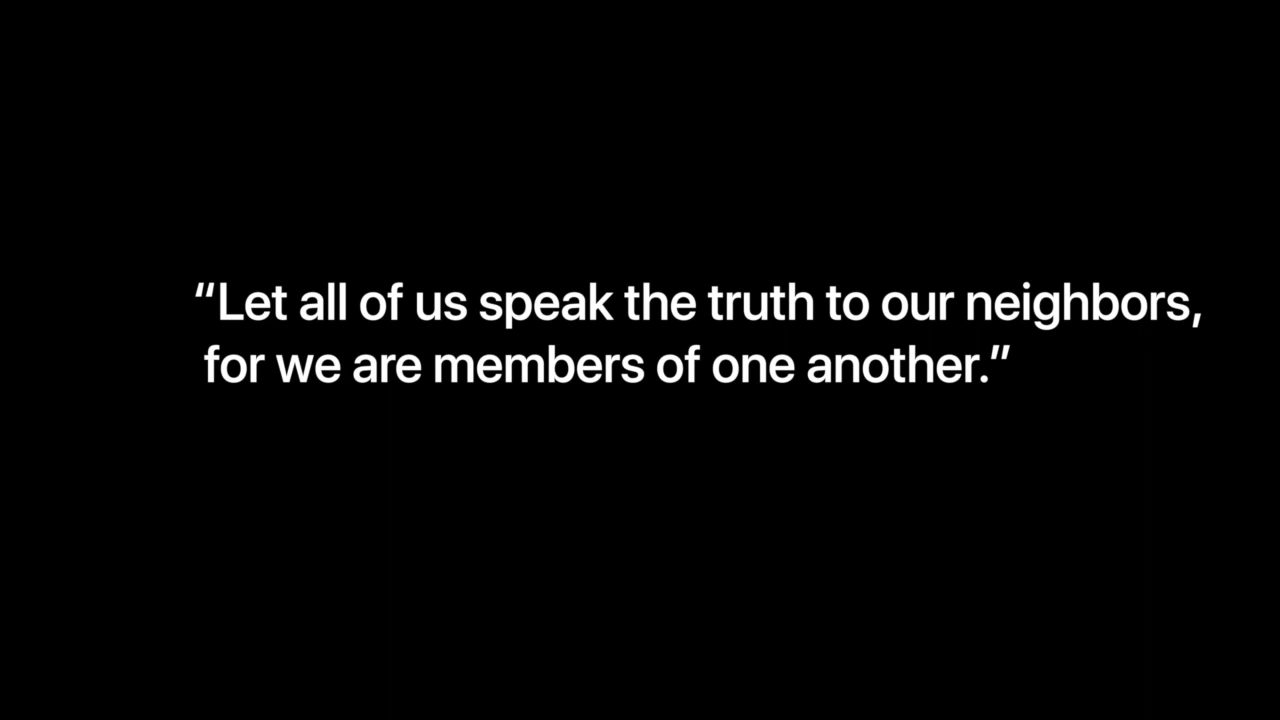 “Let all of us speak the truth to our neighbors,
for we are members of one another.”